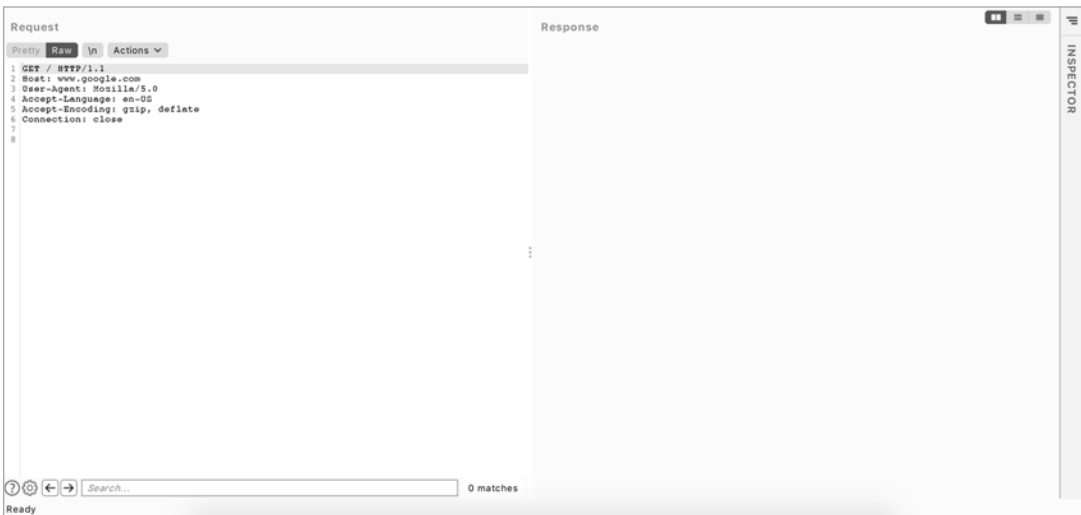 Request
Pretty Raw \n Actions
1 GET / HTTP/1.1
2 Host: www.google.com
3 User-Agent: Mozilla/5.0
4 Accept-Language: en-US
5 Accept-Encoding: gzip, deflate
6 Connection: close
7
8
Search...
0 matches
Ready
Response
INSPECTOR